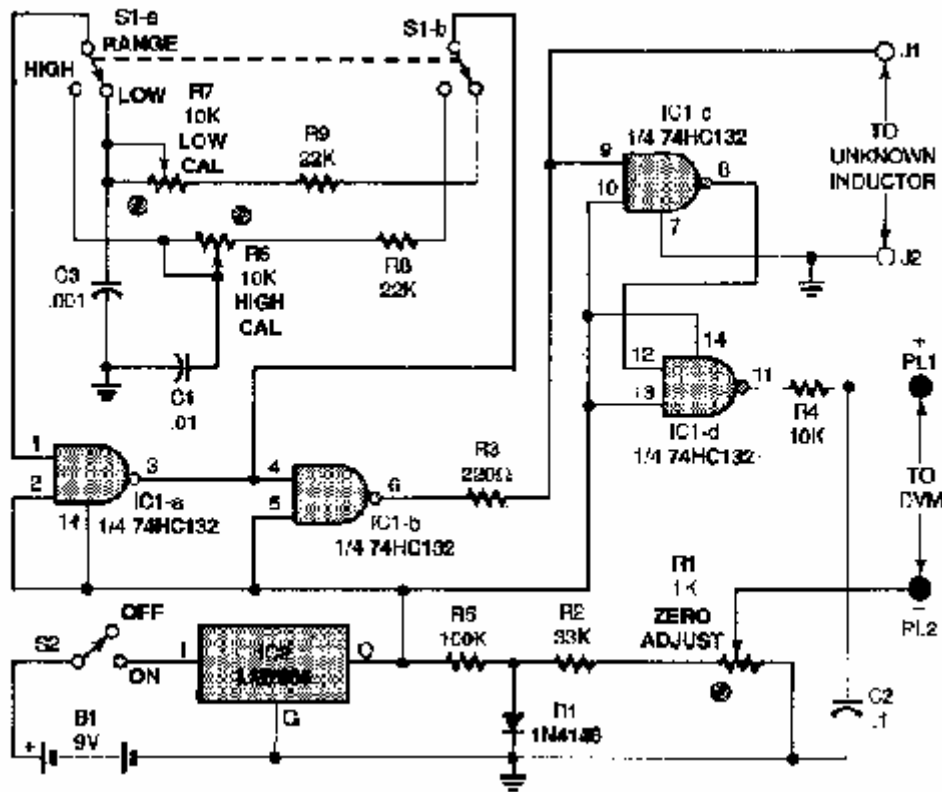 S1-a
RANGE
S1-b
HIGH
LOW
R7
10K
LOW
CAL
R9
22K
R6
10K
HIGH
CAL
R8
22K
C3
.001
C1
.01
IC1-c
1/4 74HC132
9
10
8
7
J1
TO
UNKNOWN
INDUCTOR
J2
14
12
13
11
IC1-d
1/4 74HC132
R4
10K
+
PL1
TO
DVM
–
PL2
1
2
3
14
IC1-a
1/4 74HC132
4
5
6
IC1-b
1/4 74HC132
R3
220Ω
R1
1K
ZERO
ADJUST
OFF
S2
ON
I
O
G
R5
100K
R2
33K
D1
1N4148
C2
.1
+
B1
9V